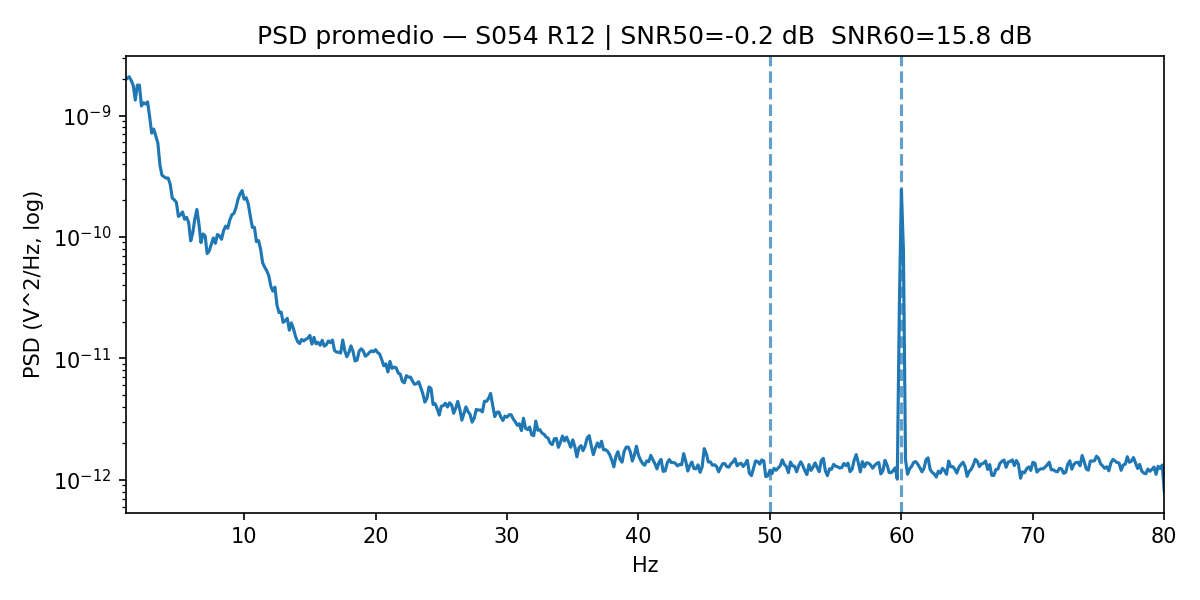 PSD promedio — S054 R12 | SNR50=-0.2 dB  SNR60=15.8 dB
PSD (V^2/Hz, log)
10⁻⁹
10⁻¹⁰
10⁻¹¹
10⁻¹²
10 20 30 40 50 60 70 80
Hz